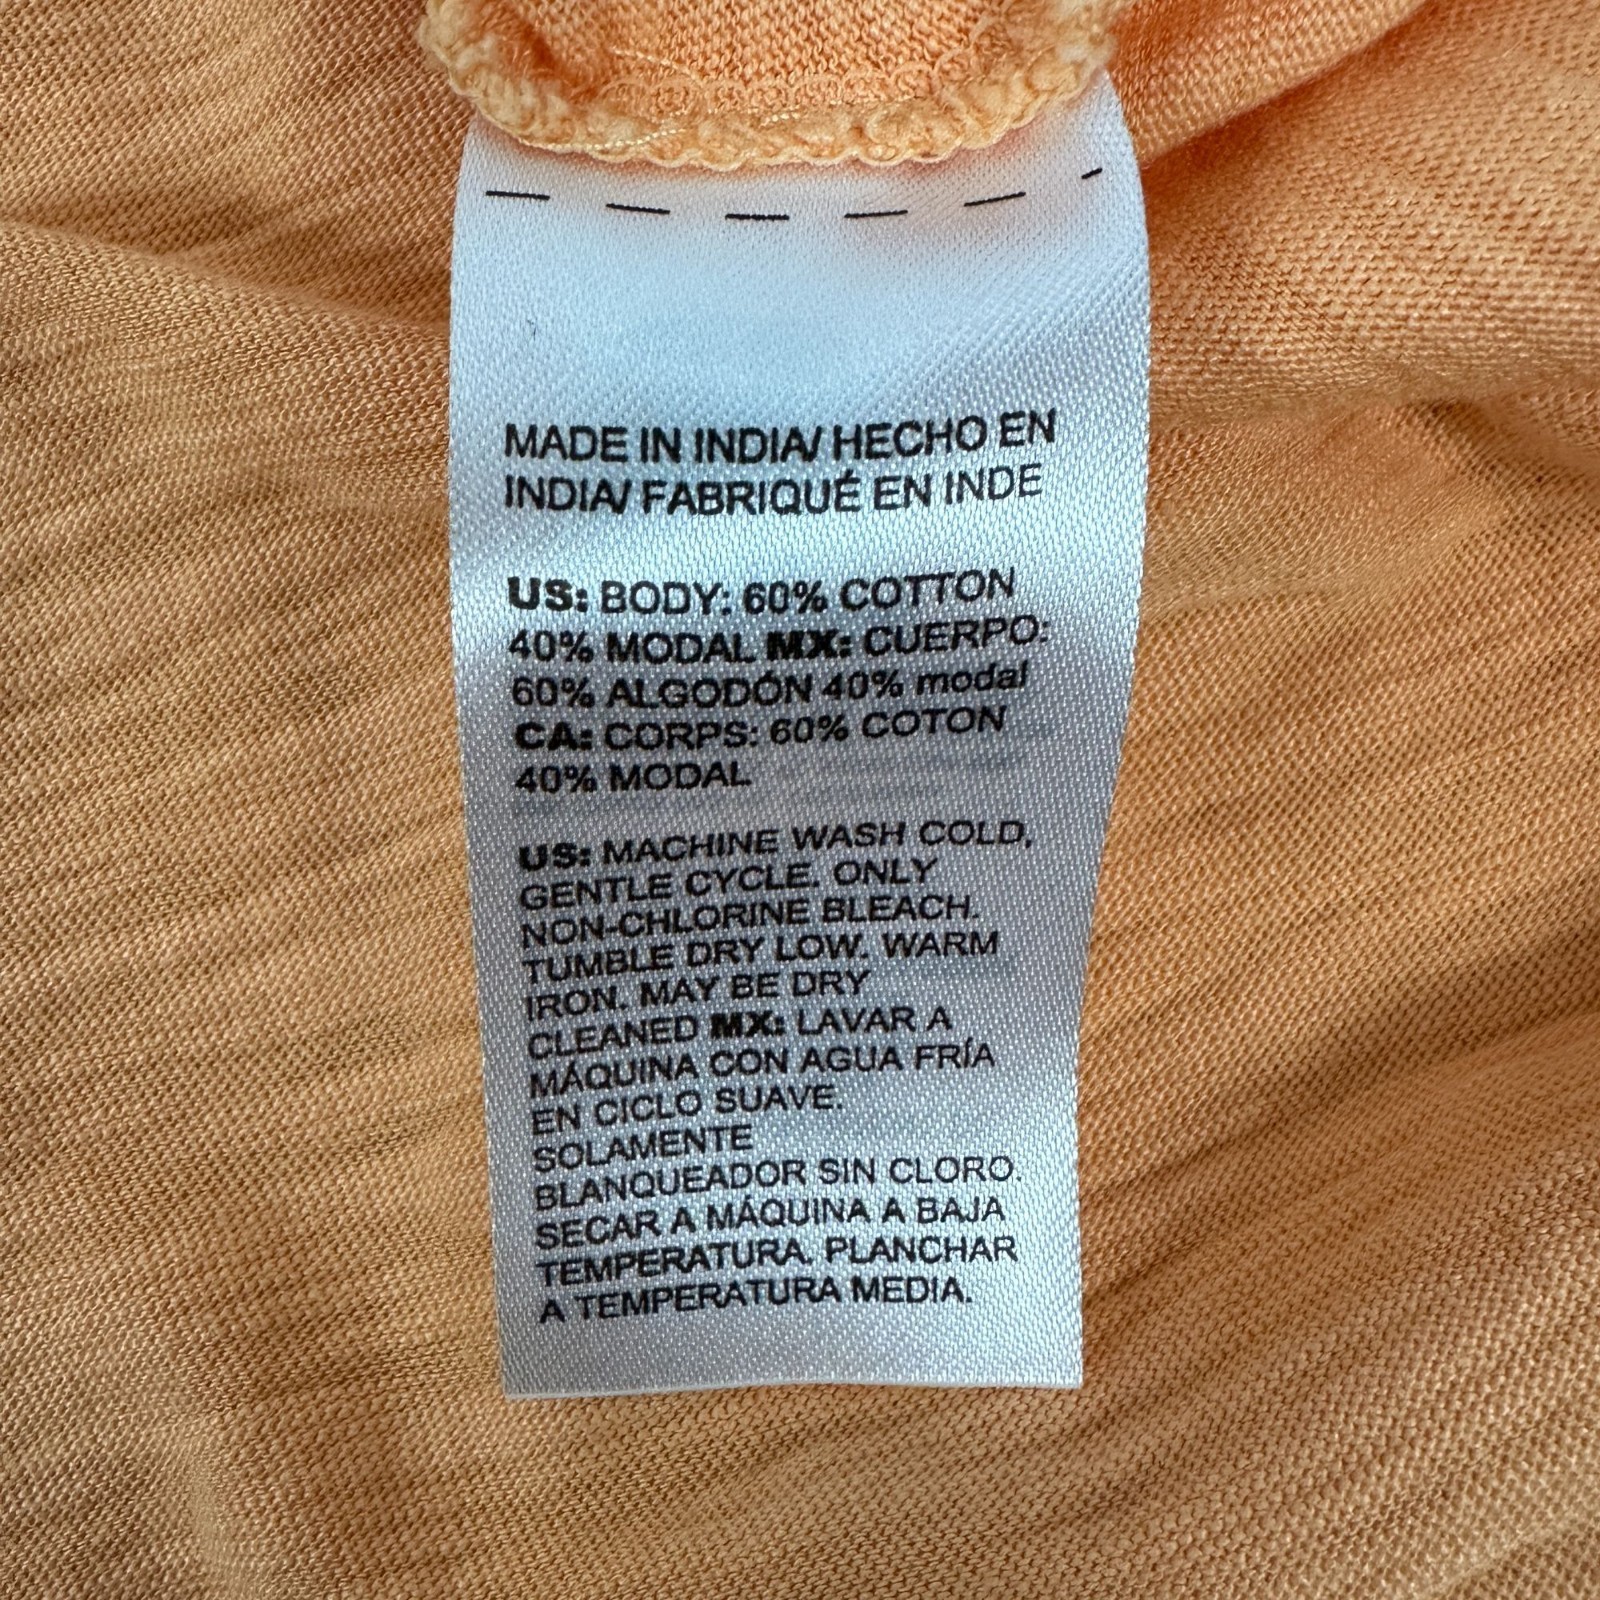 MADE IN INDIA/ HECHO EN
INDIA/ FABRIQUÉ EN INDE
US: BODY: 60% COTTON
40% MODAL MX: CUERPO:
60% ALGODÓN 40% modal
CA: CORPS: 60% COTON
40% MODAL
US: MACHINE WASH COLD,
GENTLE CYCLE. ONLY
NON-CHLORINE BLEACH.
TUMBLE DRY LOW. WARM
IRON. MAY BE DRY
CLEANED MX: LAVAR A
MÁQUINA CON AGUA FRÍA
EN CICLO SUAVE.
SOLAMENTE
BLANQUEADOR SIN CLORO.
SECAR A MÁQUINA A BAJA
TEMPERATURA. PLANCHAR
A TEMPERATURA MEDIA.